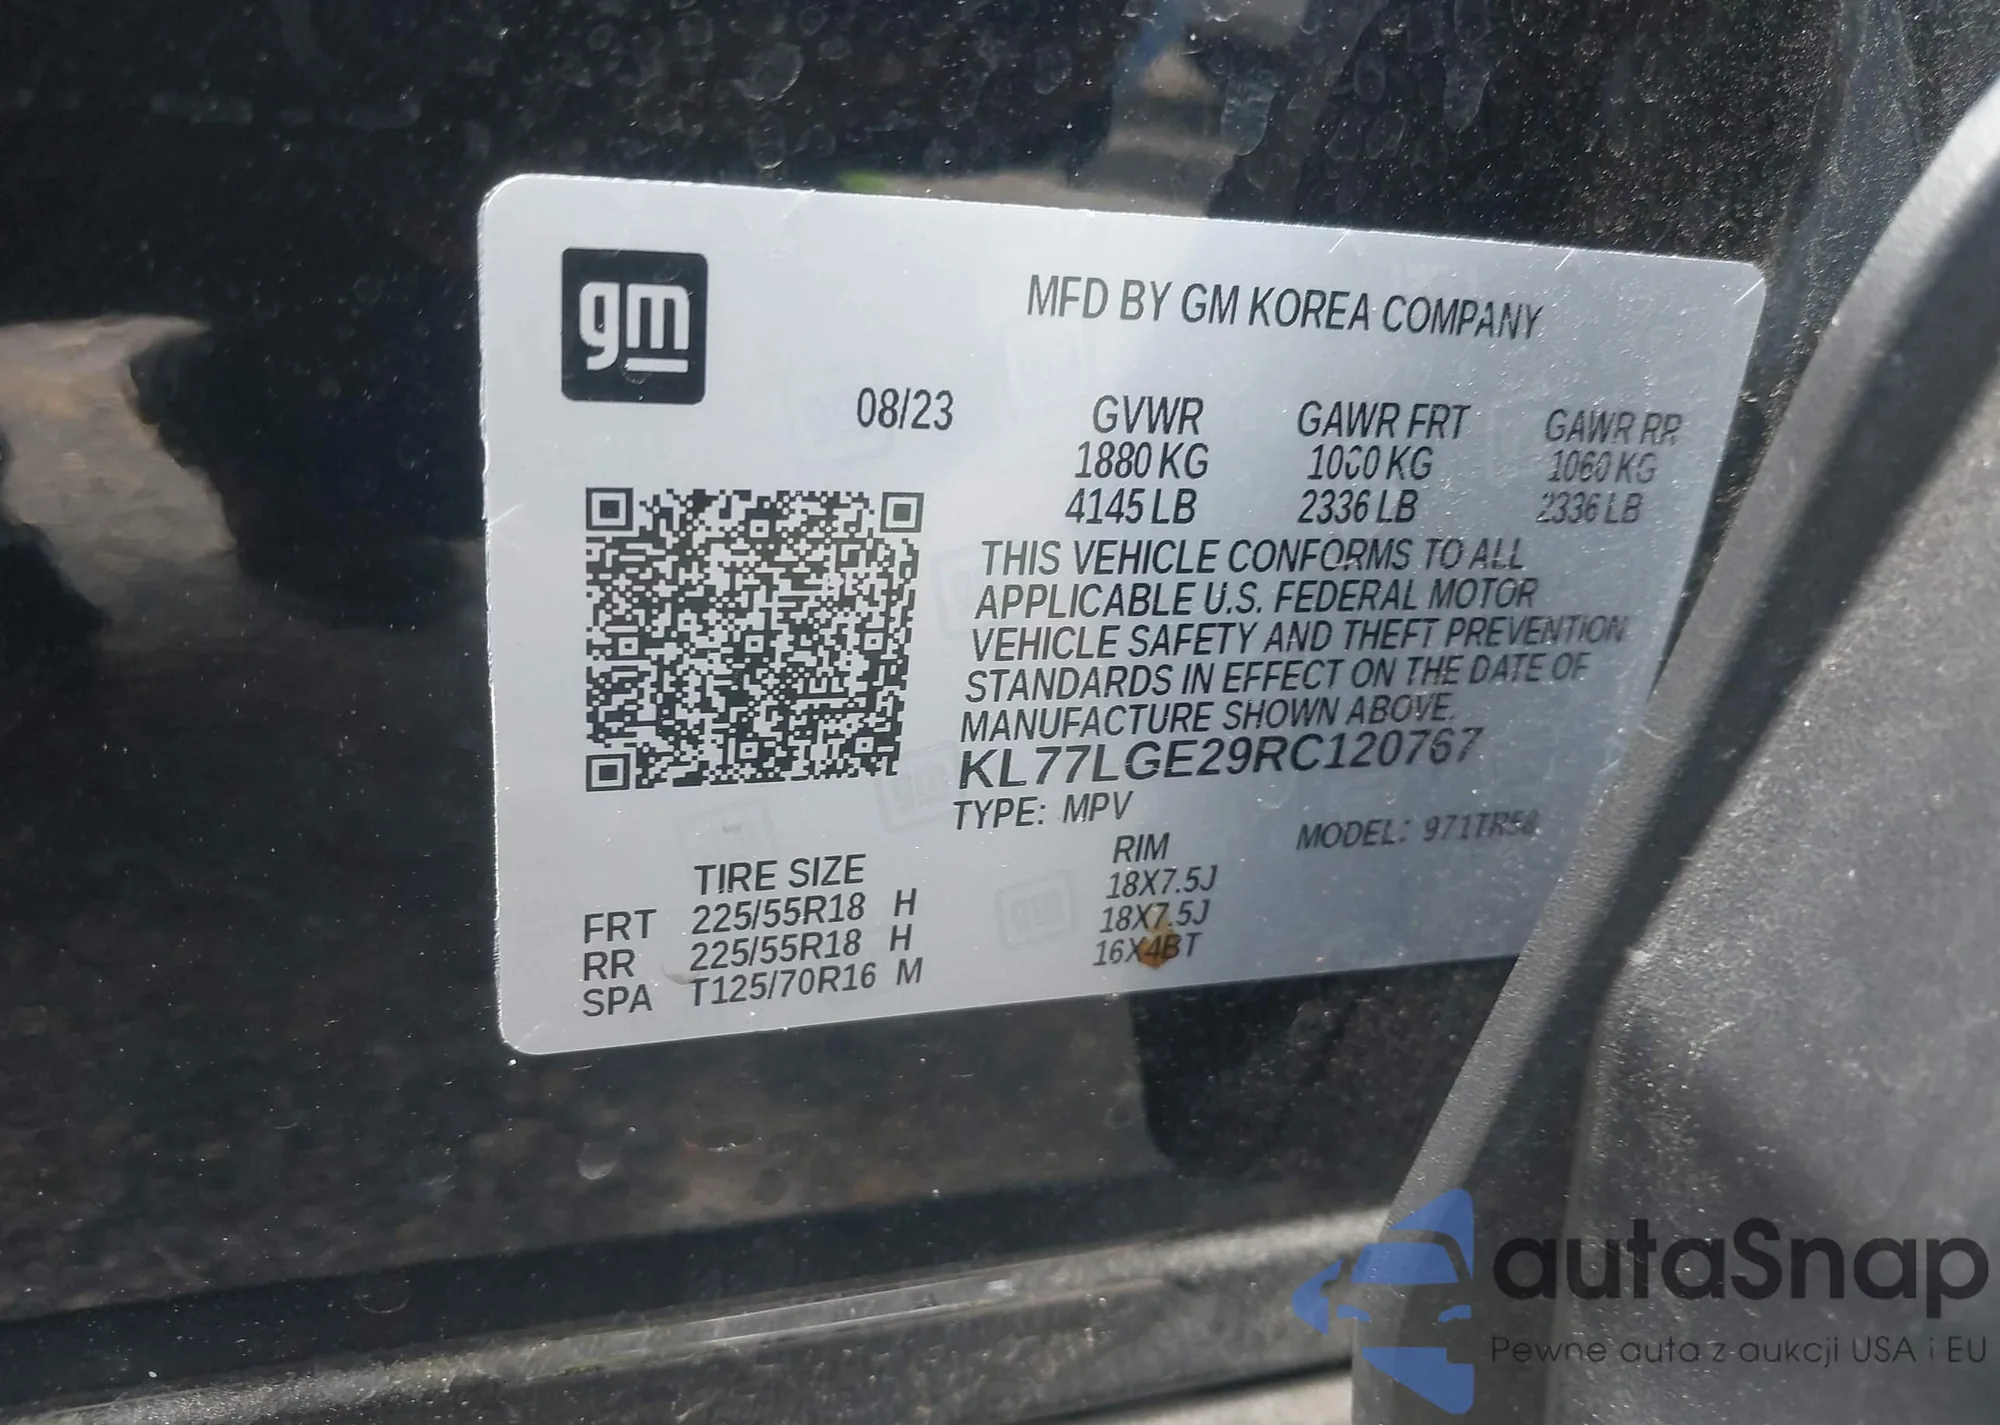 gm
MFD BY GM KOREA COMPANY
08/23
GVWR GAWR FRT GAWR RR
1880 KG 1060 KG 1060 KG
4145 LB 2336 LB 2336 LB
THIS VEHICLE CONFORMS TO ALL
APPLICABLE U.S. FEDERAL MOTOR
VEHICLE SAFETY AND THEFT PREVENTION
STANDARDS IN EFFECT ON THE DATE OF
MANUFACTURE SHOWN ABOVE.
KL77LGE29RC120767
TYPE: MPV MODEL:
TIRE SIZE RIM
FRT 225/55R18 H 18X7.5J
RR 225/55R18 H 18X7.5J
SPA T125/70R16 M 16X4BT
autaSnap
Pewne auta z aukcji USA i EU